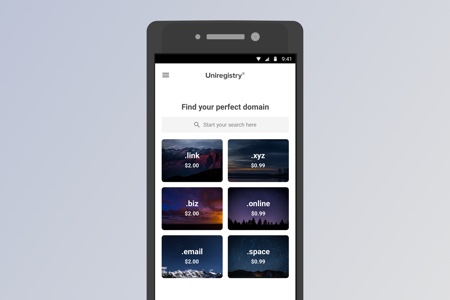 9:41
Uniregistry
Find your perfect domain
Start your search here
.link
$2.00
.xyz
$0.99
.biz
$2.00
.online
$0.99
.email
$2.00
.space
$0.99